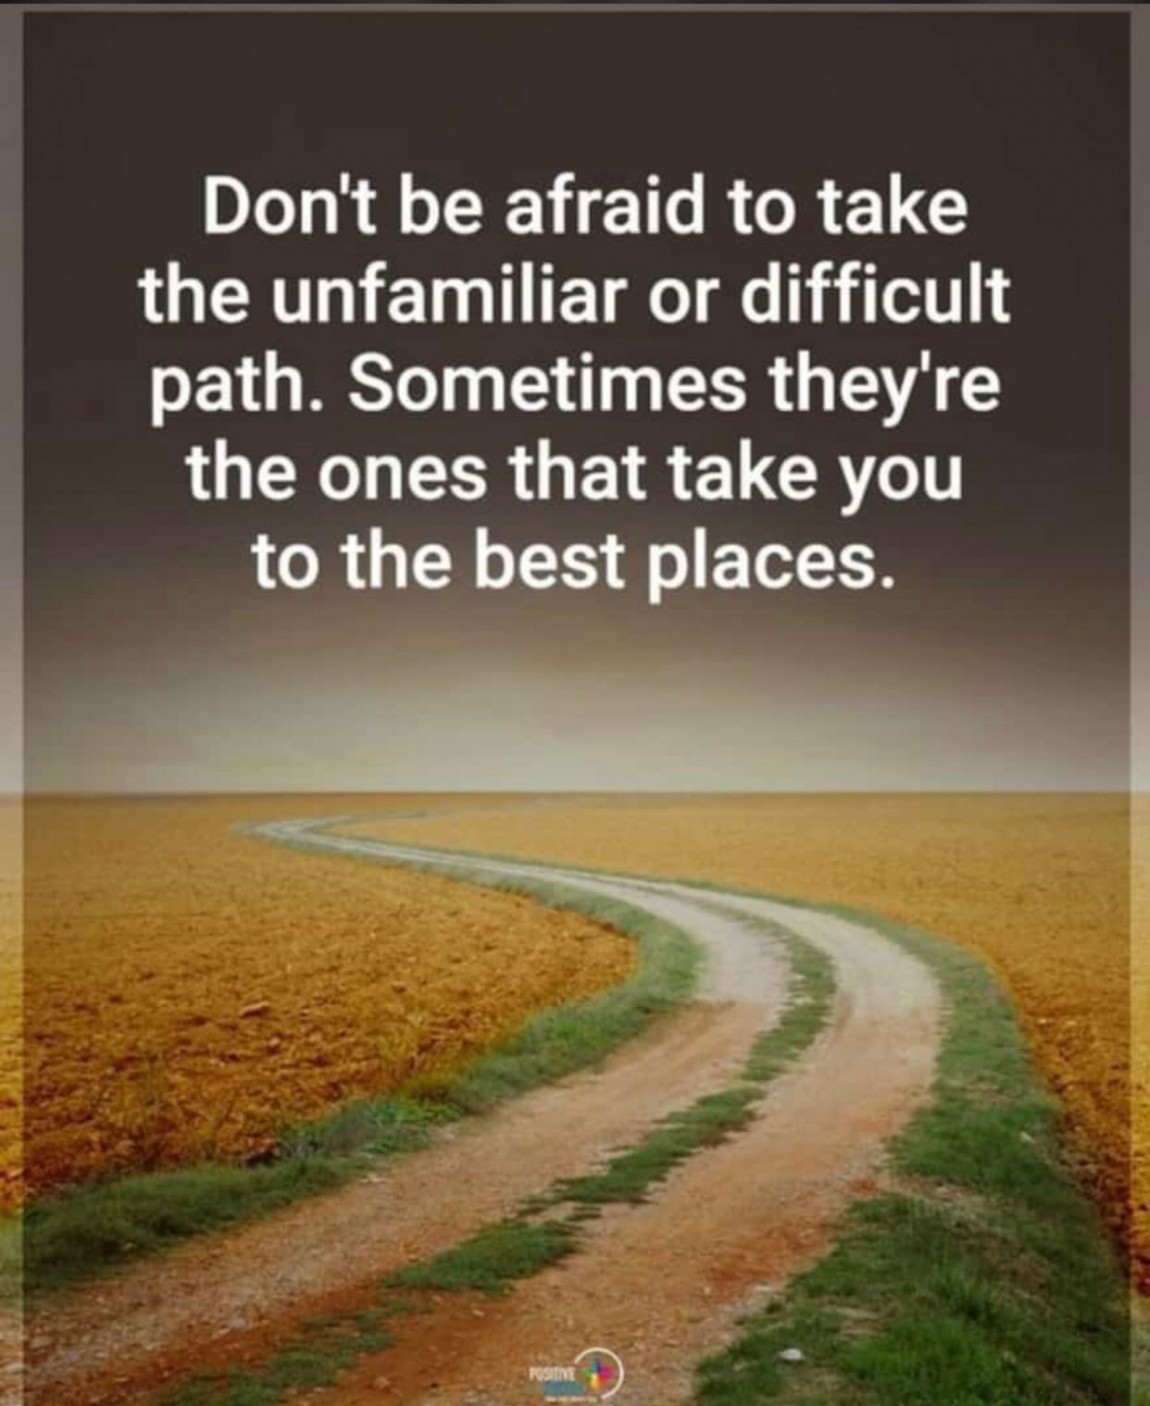 Don't be afraid to take
the unfamiliar or difficult
path. Sometimes they're
the ones that take you
to the best places.
POSITIVE